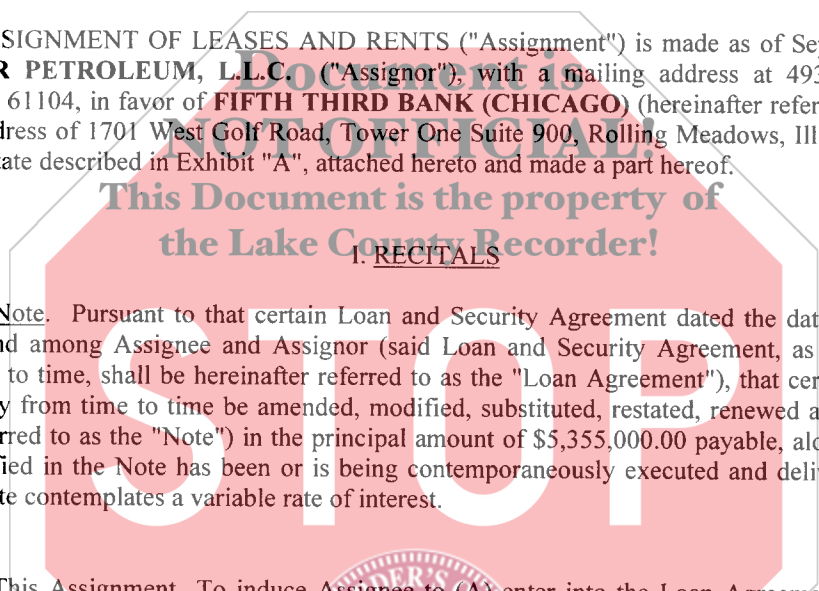 SIGNMENT OF LEASES AND RENTS ("Assignment") is made as of Se
R PETROLEUM, L.L.C. ("Assignor"), with a mailing address at 493
61104, in favor of FIFTH THIRD BANK (CHICAGO) (hereinafter refer
dress of 1701 West Golf Road, Tower One Suite 900, Rolling Meadows, Ill
ate described in Exhibit "A", attached hereto and made a part hereof.
Document is
NOT OFFICIAL!
This Document is the property of
the Lake County Recorder!
I. RECITALS
Note. Pursuant to that certain Loan and Security Agreement dated the dat
nd among Assignee and Assignor (said Loan and Security Agreement, as
to time, shall be hereinafter referred to as the "Loan Agreement"), that cer
y from time to time be amended, modified, substituted, restated, renewed a
rred to as the "Note") in the principal amount of $5,355,000.00 payable, alo
fied in the Note has been or is being contemporaneously executed and deliv
te contemplates a variable rate of interest.
STOP
This Assignment. To induce Assignee to (A) enter into the Loan Agreem
DER'S